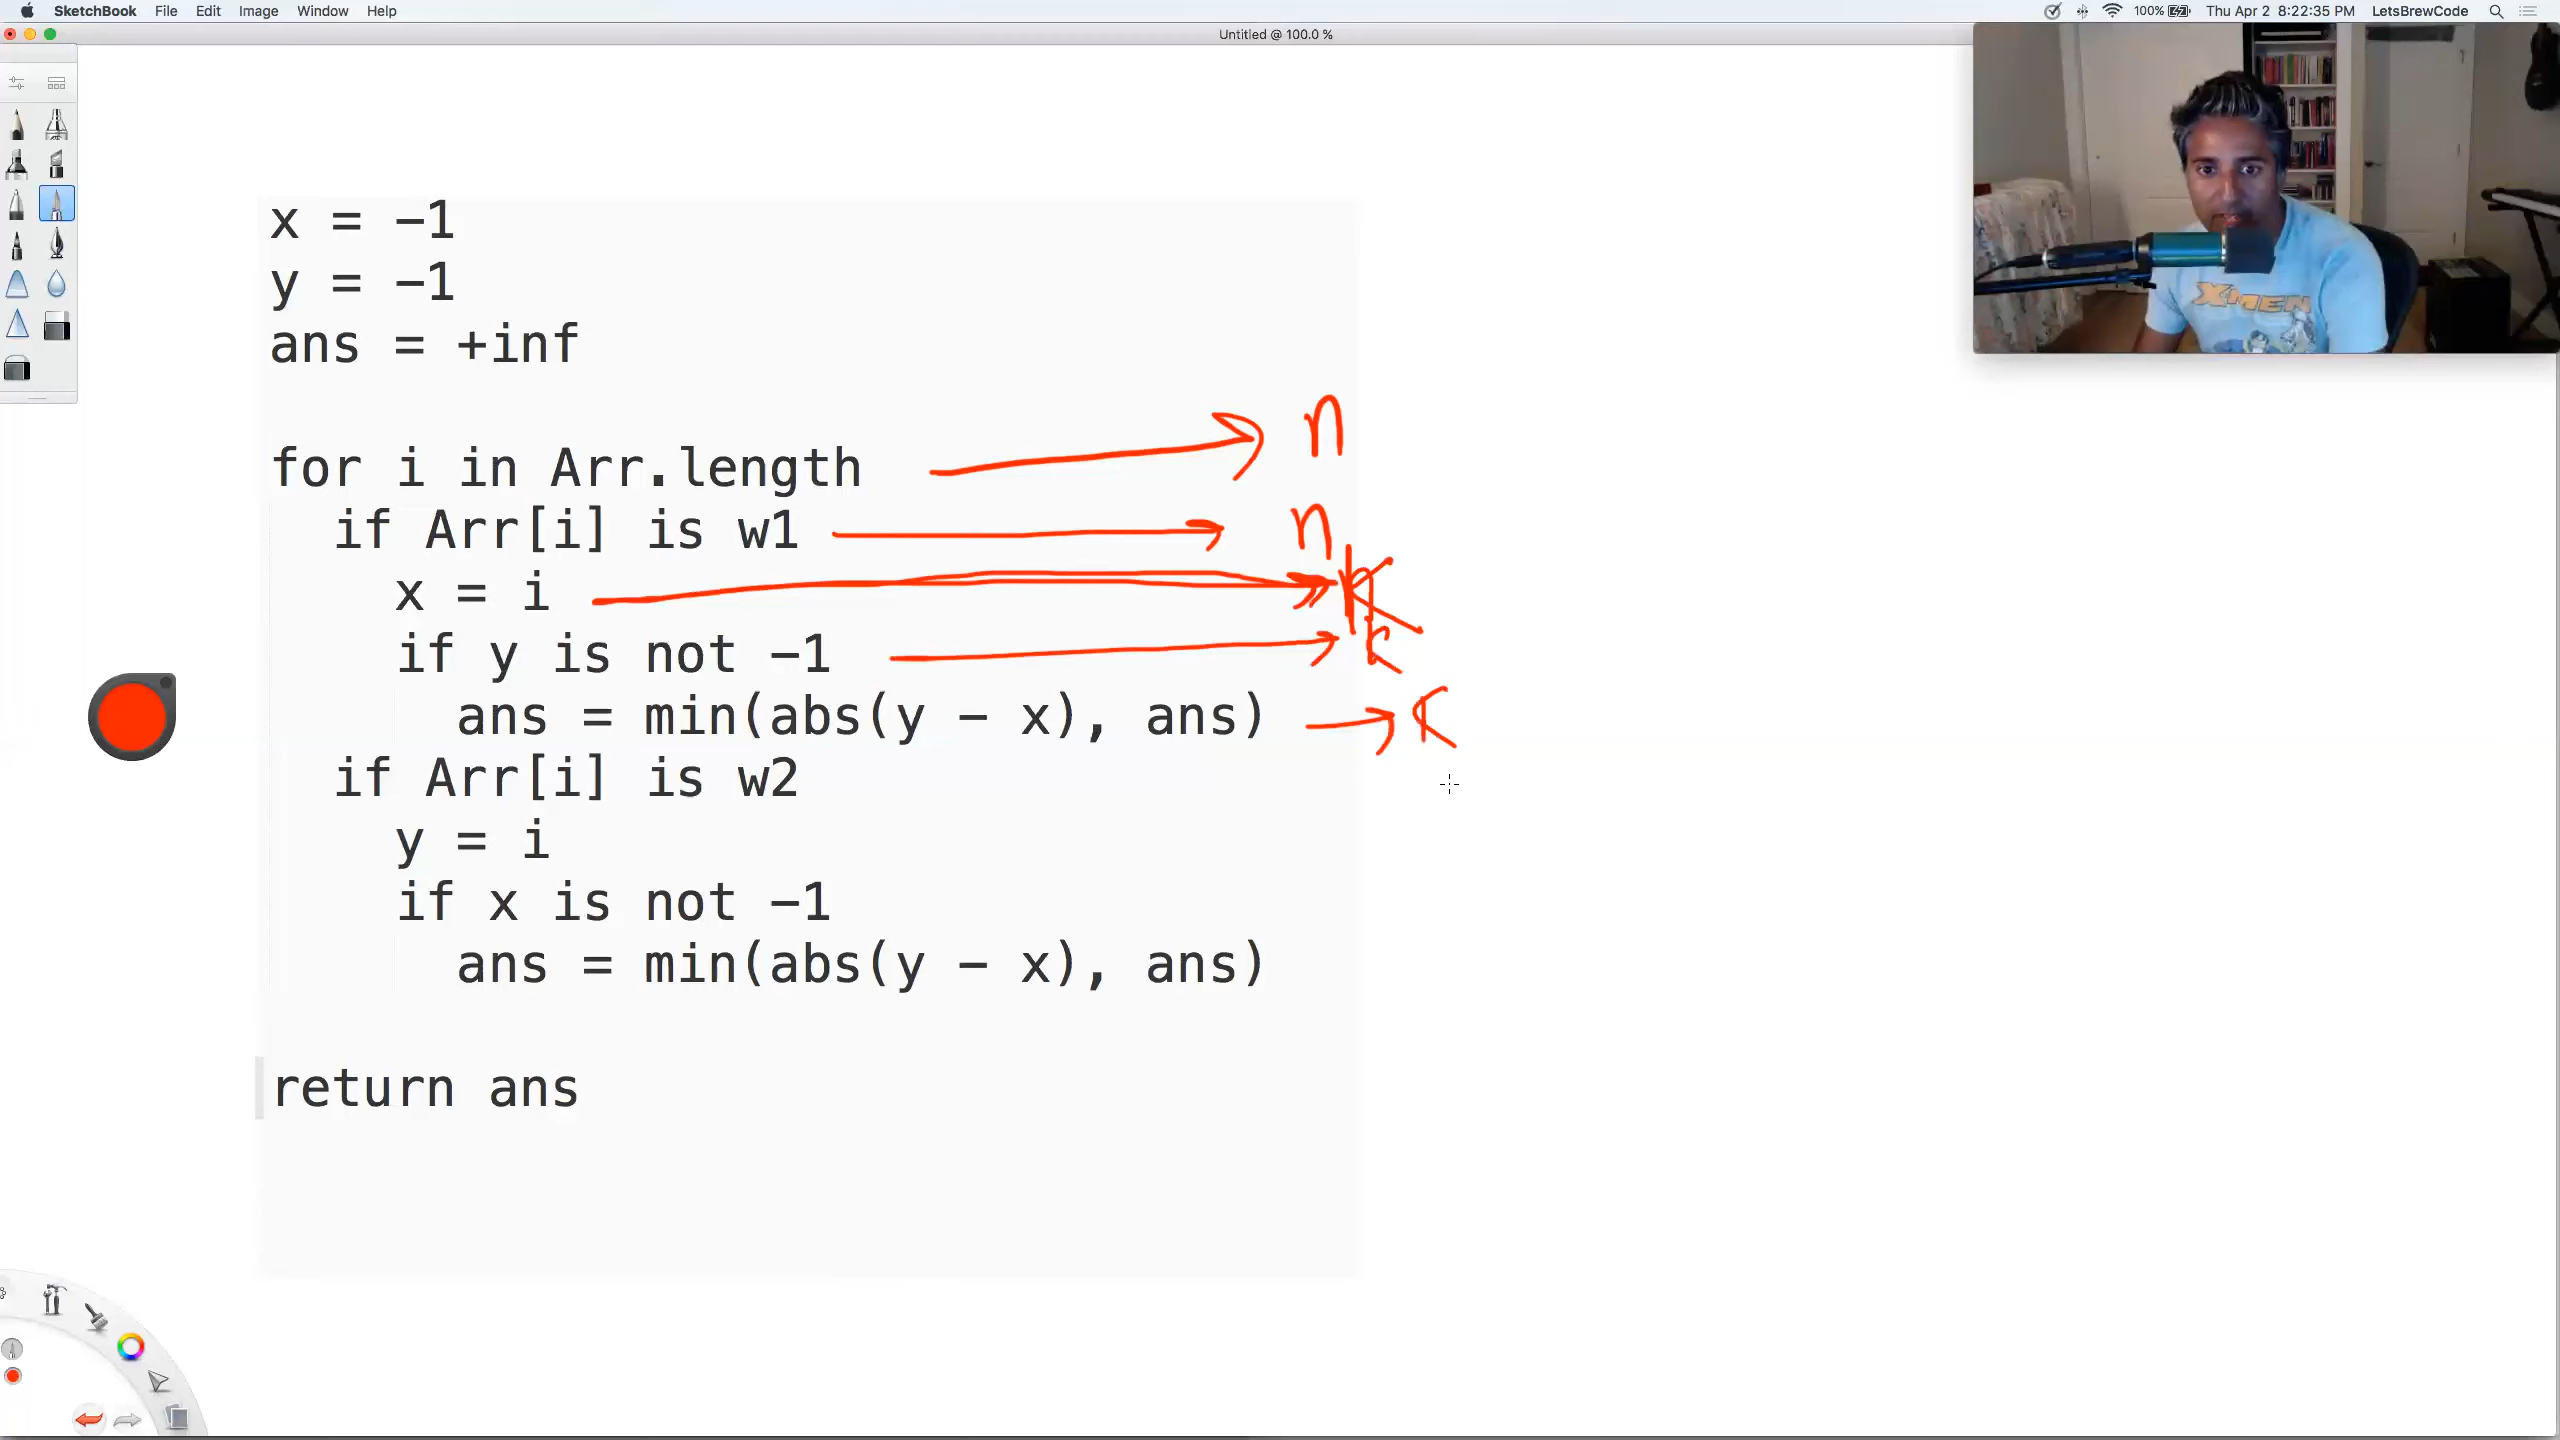 SketchBook File Edit Image Window Help 100% Thu Apr 2 8:22:35 PM LetsBrewCode
Untitled @ 100.0 %
X-MEN
x = -1
y = -1
ans = +inf
for i in Arr.length n
if Arr[i] is w1 n
x = i k
if y is not -1 k
ans = min(abs(y - x), ans) k
if Arr[i] is w2
y = i
if x is not -1
ans = min(abs(y - x), ans)
return ans